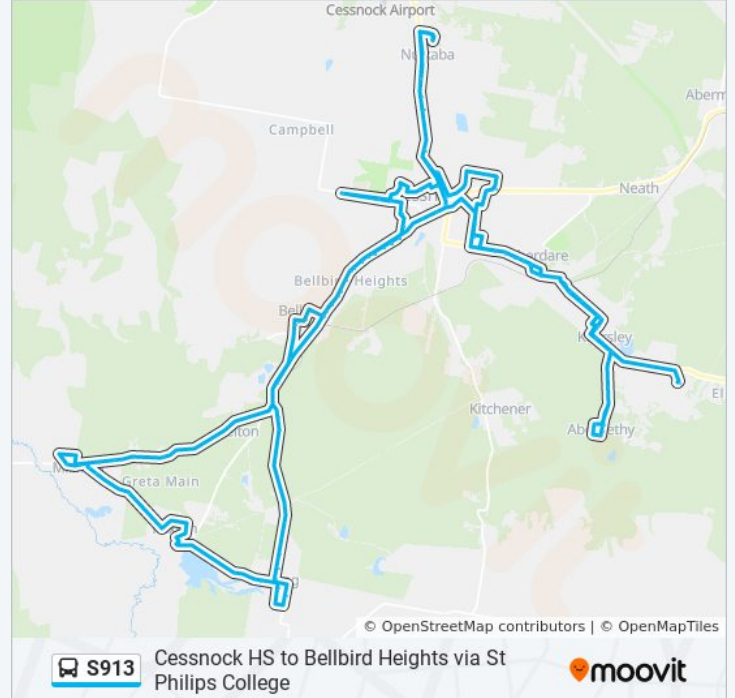 Cessnock Airport
Campbell
Neath
Bellbird Heights
Kitchener
Greta Main
© OpenStreetMap contributors | © OpenMapTiles
S913
Cessnock HS to Bellbird Heights via St
Philips College
moovit